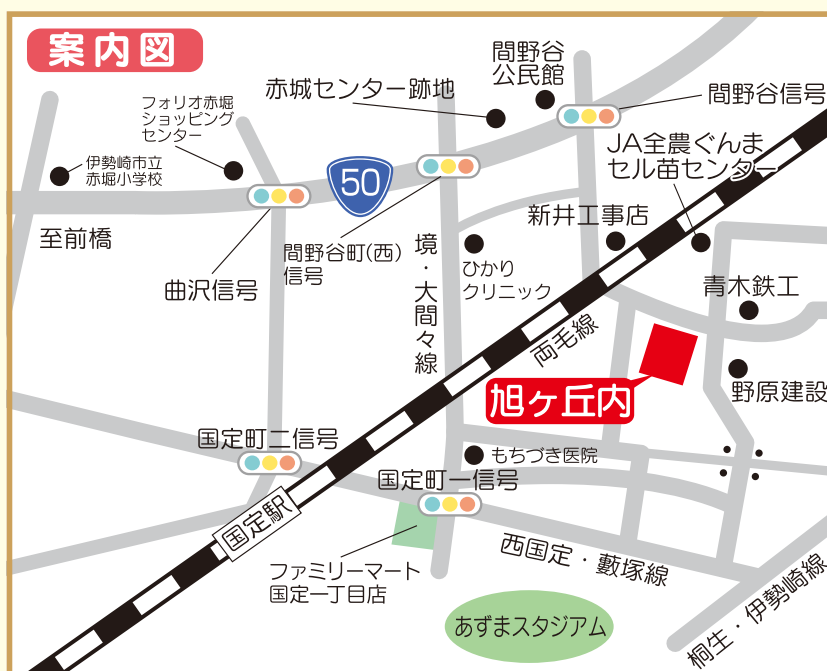 案内図
間野谷
公民館
赤城センター跡地
間野谷信号
フォリオ赤堀
ショッピング
センター
JA全農ぐんま
セル苗センター
伊勢崎市立
赤堀小学校
50
新井工事店
至前橋
間野谷町(西)
信号
境・大間々線
ひかり
クリニック
曲沢信号
青木鉄工
両毛線
旭ヶ丘内
野原建設
国定町二信号
もちづき医院
国定町一信号
国定駅
西国定・藪塚線
ファミリーマート
国定一丁目店
あずまスタジアム
桐生・伊勢崎線